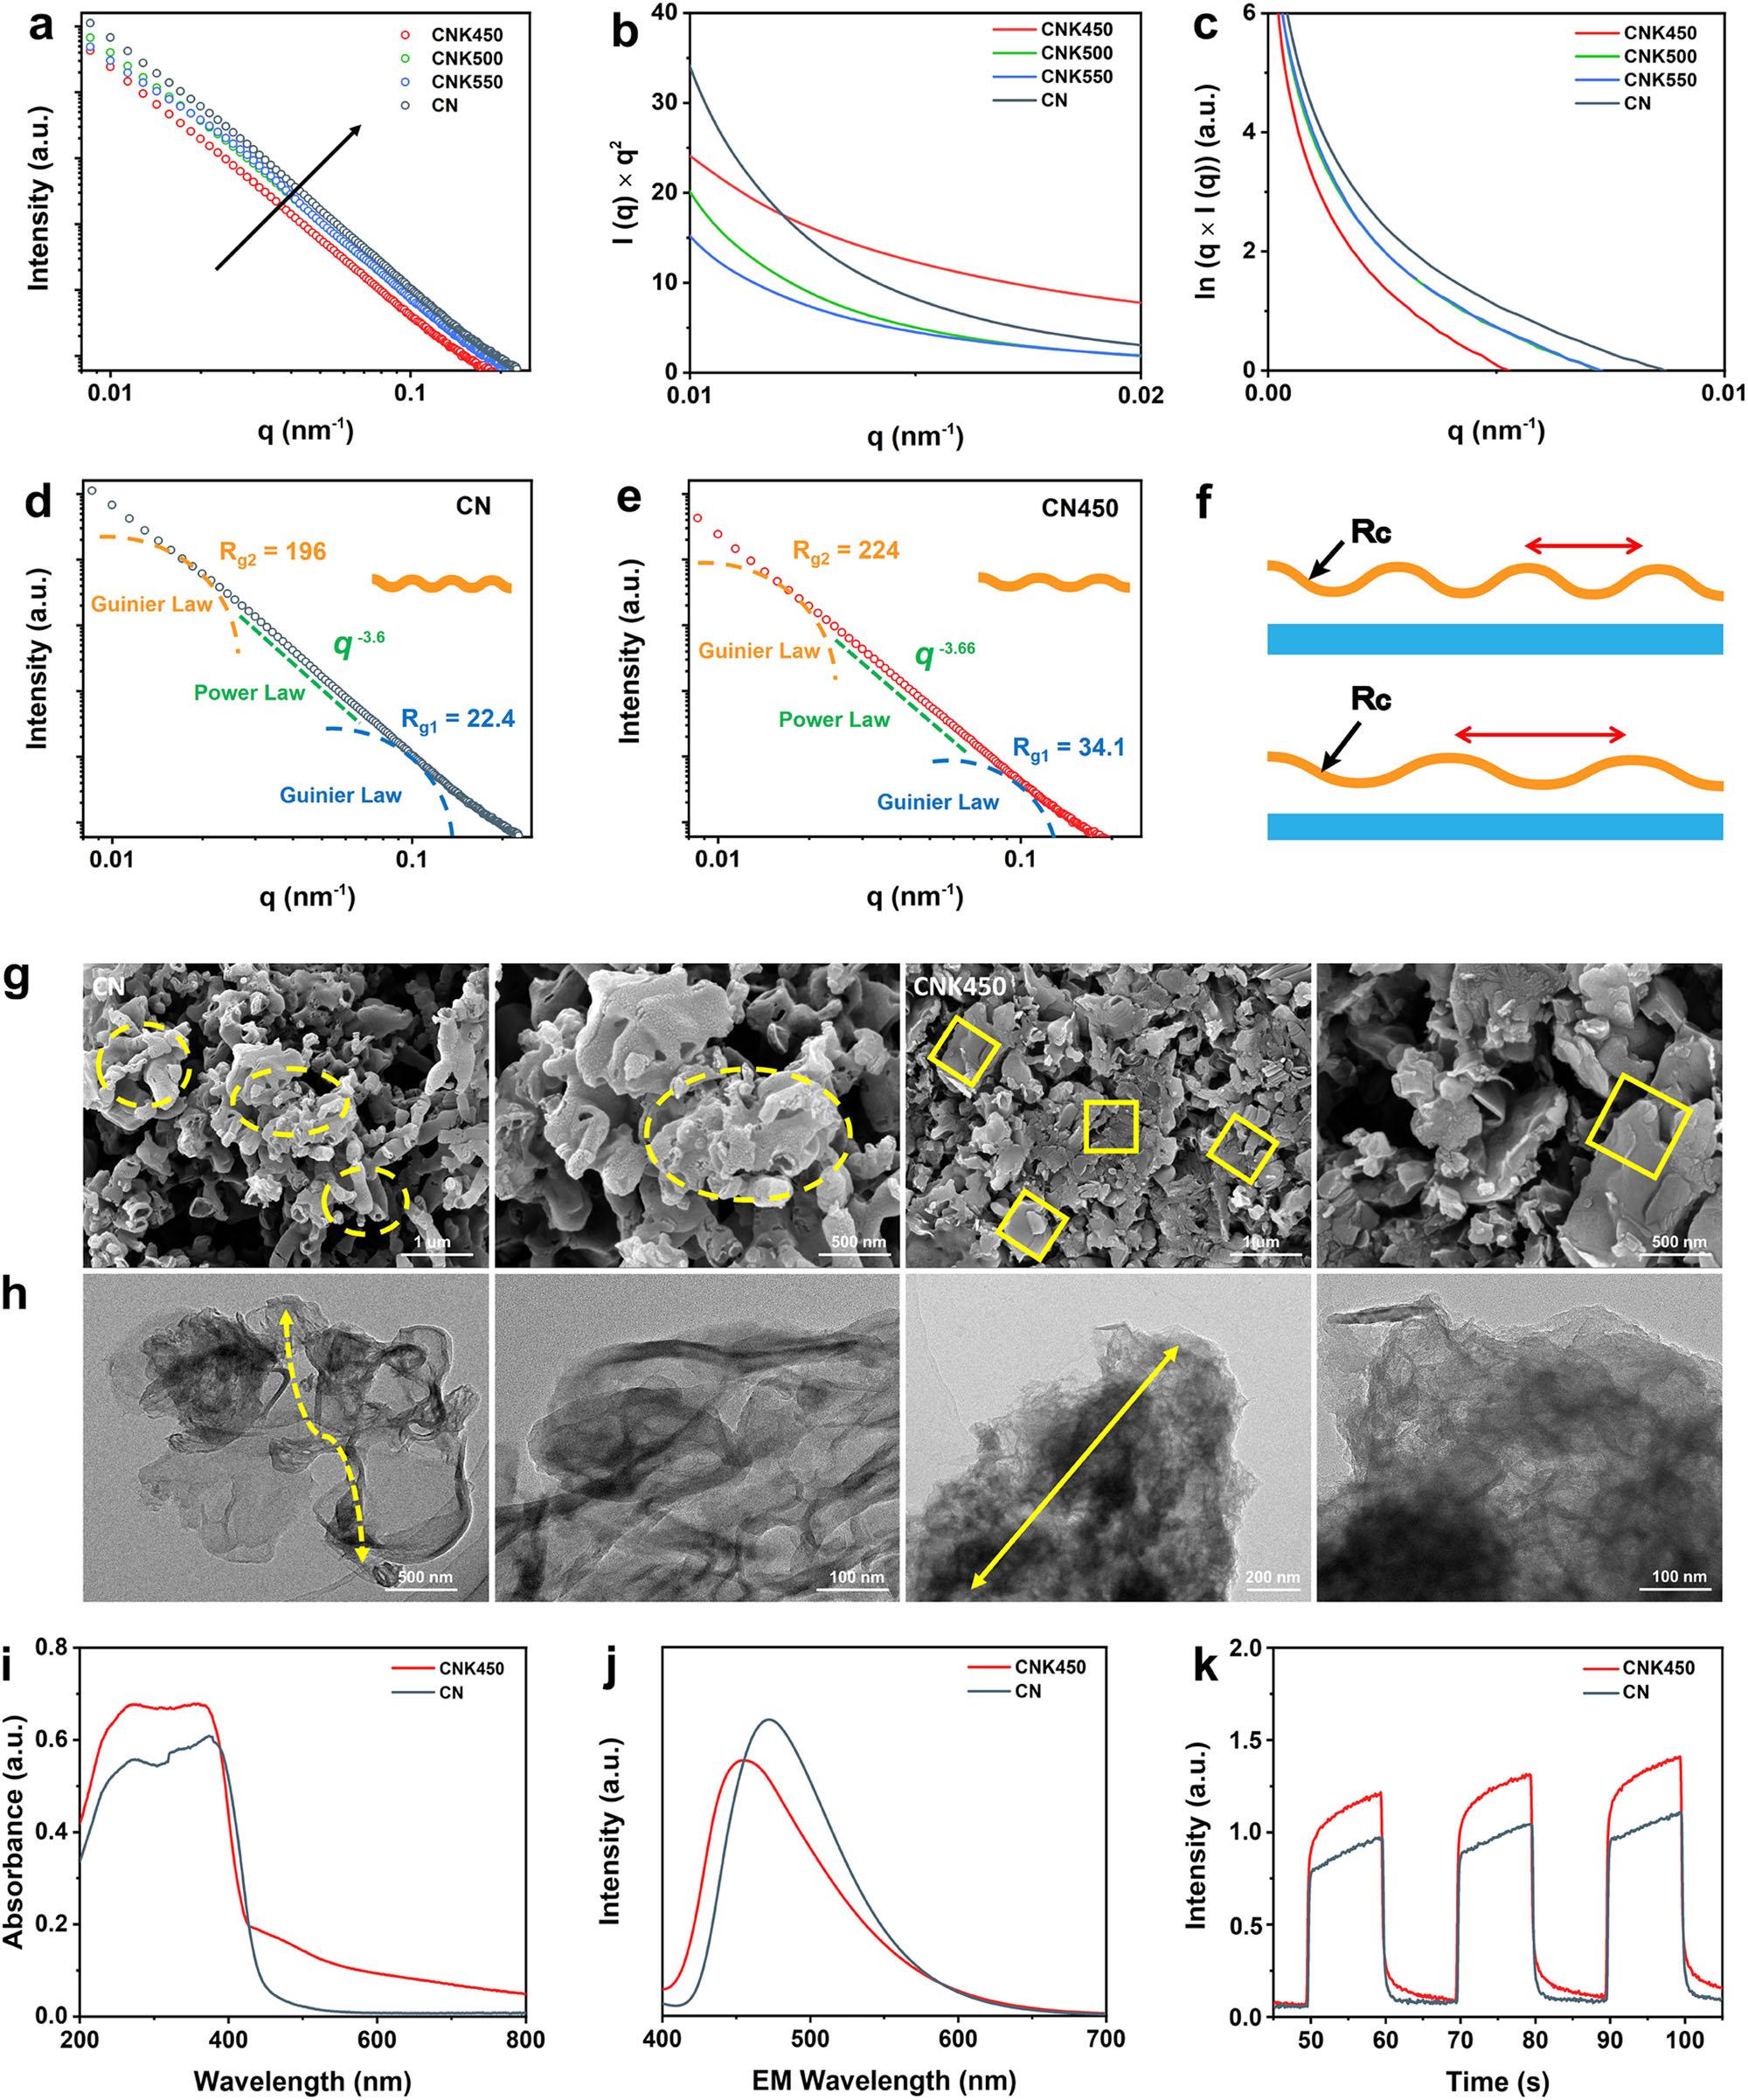 a
CNK450
CNK500
CNK550
CN
Intensity (a.u.)
0.01
0.1
q (nm⁻¹)
b
CNK450
CNK500
CNK550
CN
I (q) × q²
40
30
20
10
0
0.01
0.02
q (nm⁻¹)
c
CNK450
CNK500
CNK550
CN
ln (q × I (q)) (a.u.)
6
4
2
0
0.00
0.01
q (nm⁻¹)
d
CN
Rg2 = 196
Guinier Law
q -3.6
Power Law
Rg1 = 22.4
Guinier Law
Intensity (a.u.)
0.01
0.1
q (nm⁻¹)
e
CN450
Rg2 = 224
Guinier Law
q -3.66
Power Law
Rg1 = 34.1
Guinier Law
Intensity (a.u.)
0.01
0.1
q (nm⁻¹)
f
Rc
Rc
g
CN
1 um
500 nm
CNK450
1 um
500 nm
h
500 nm
100 nm
200 nm
100 nm
i
CNK450
CN
Absorbance (a.u.)
0.8
0.6
0.4
0.2
0.0
200
400
600
800
Wavelength (nm)
j
CNK450
CN
Intensity (a.u.)
400
500
600
700
EM Wavelength (nm)
k
CNK450
CN
Intensity (a.u.)
2.0
1.5
1.0
0.5
0.0
50
60
70
80
90
100
Time (s)